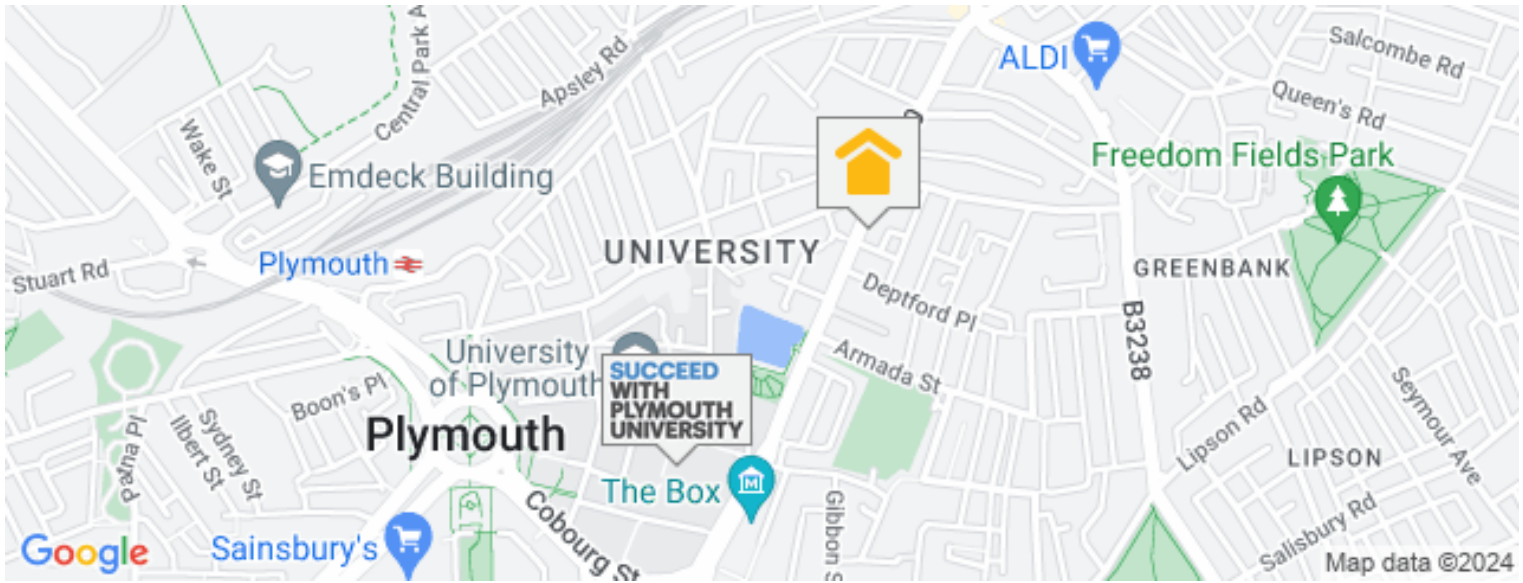 Salcombe Rd
ALDI
Apsley Rd
Central Park A
Queen's Rd
Wake St
Freedom Fields Park
Emdeck Building
UNIVERSITY
Plymouth
Stuart Rd
GREENBANK
Deptford Pl
B3238
University
of Plymouth
Armada St
SUCCEED
WITH
PLYMOUTH
UNIVERSITY
Boon's Pl
Plymouth
Seymour Ave
Lipson Rd
Sydney St
Ilbert St
LIPSON
The Box
Gibbon S
Cobourg St
Salisbury Rd
Google
Sainsbury's
Map data ©2024